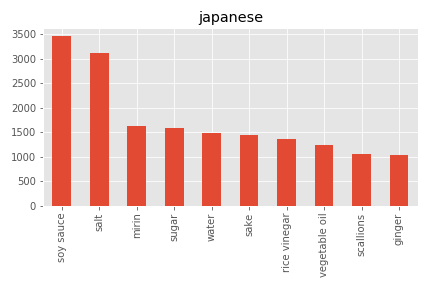 japanese
3500
3000
2500
2000
1500
1000
500
0
soy sauce
salt
mirin
sugar
water
sake
rice vinegar
vegetable oil
scallions
ginger